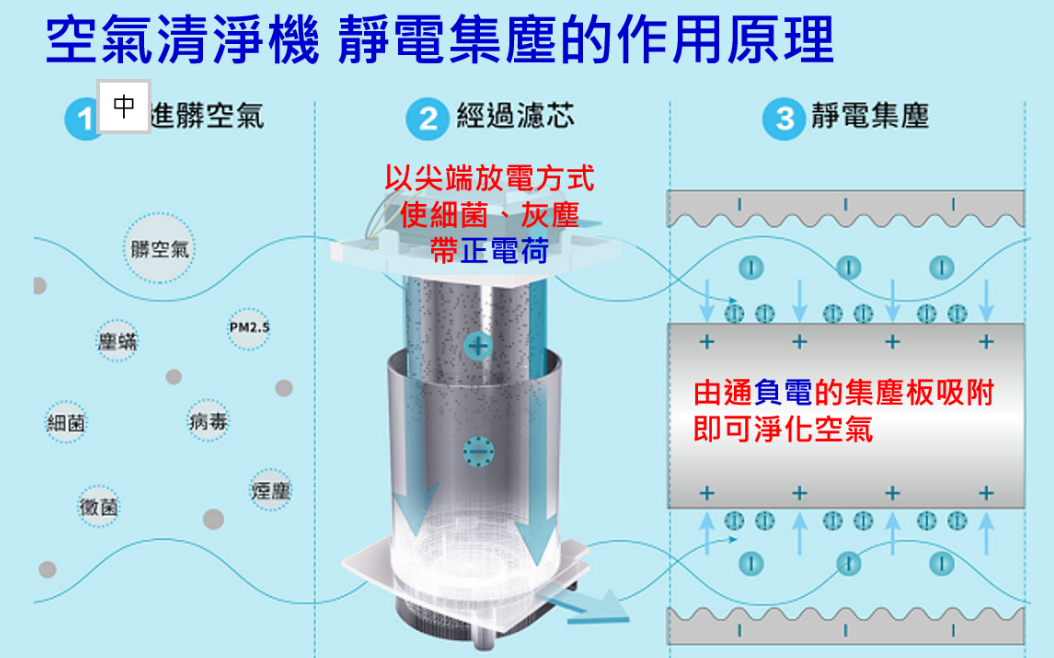 空氣清淨機 靜電集塵的作用原理
1
中
進髒空氣
2 經過濾芯
3 靜電集塵
以尖端放電方式
使細菌、灰塵
帶正電荷
髒空氣
塵蟎
PM2.5
細菌
病毒
黴菌
煙塵
由通負電的集塵板吸附
即可淨化空氣